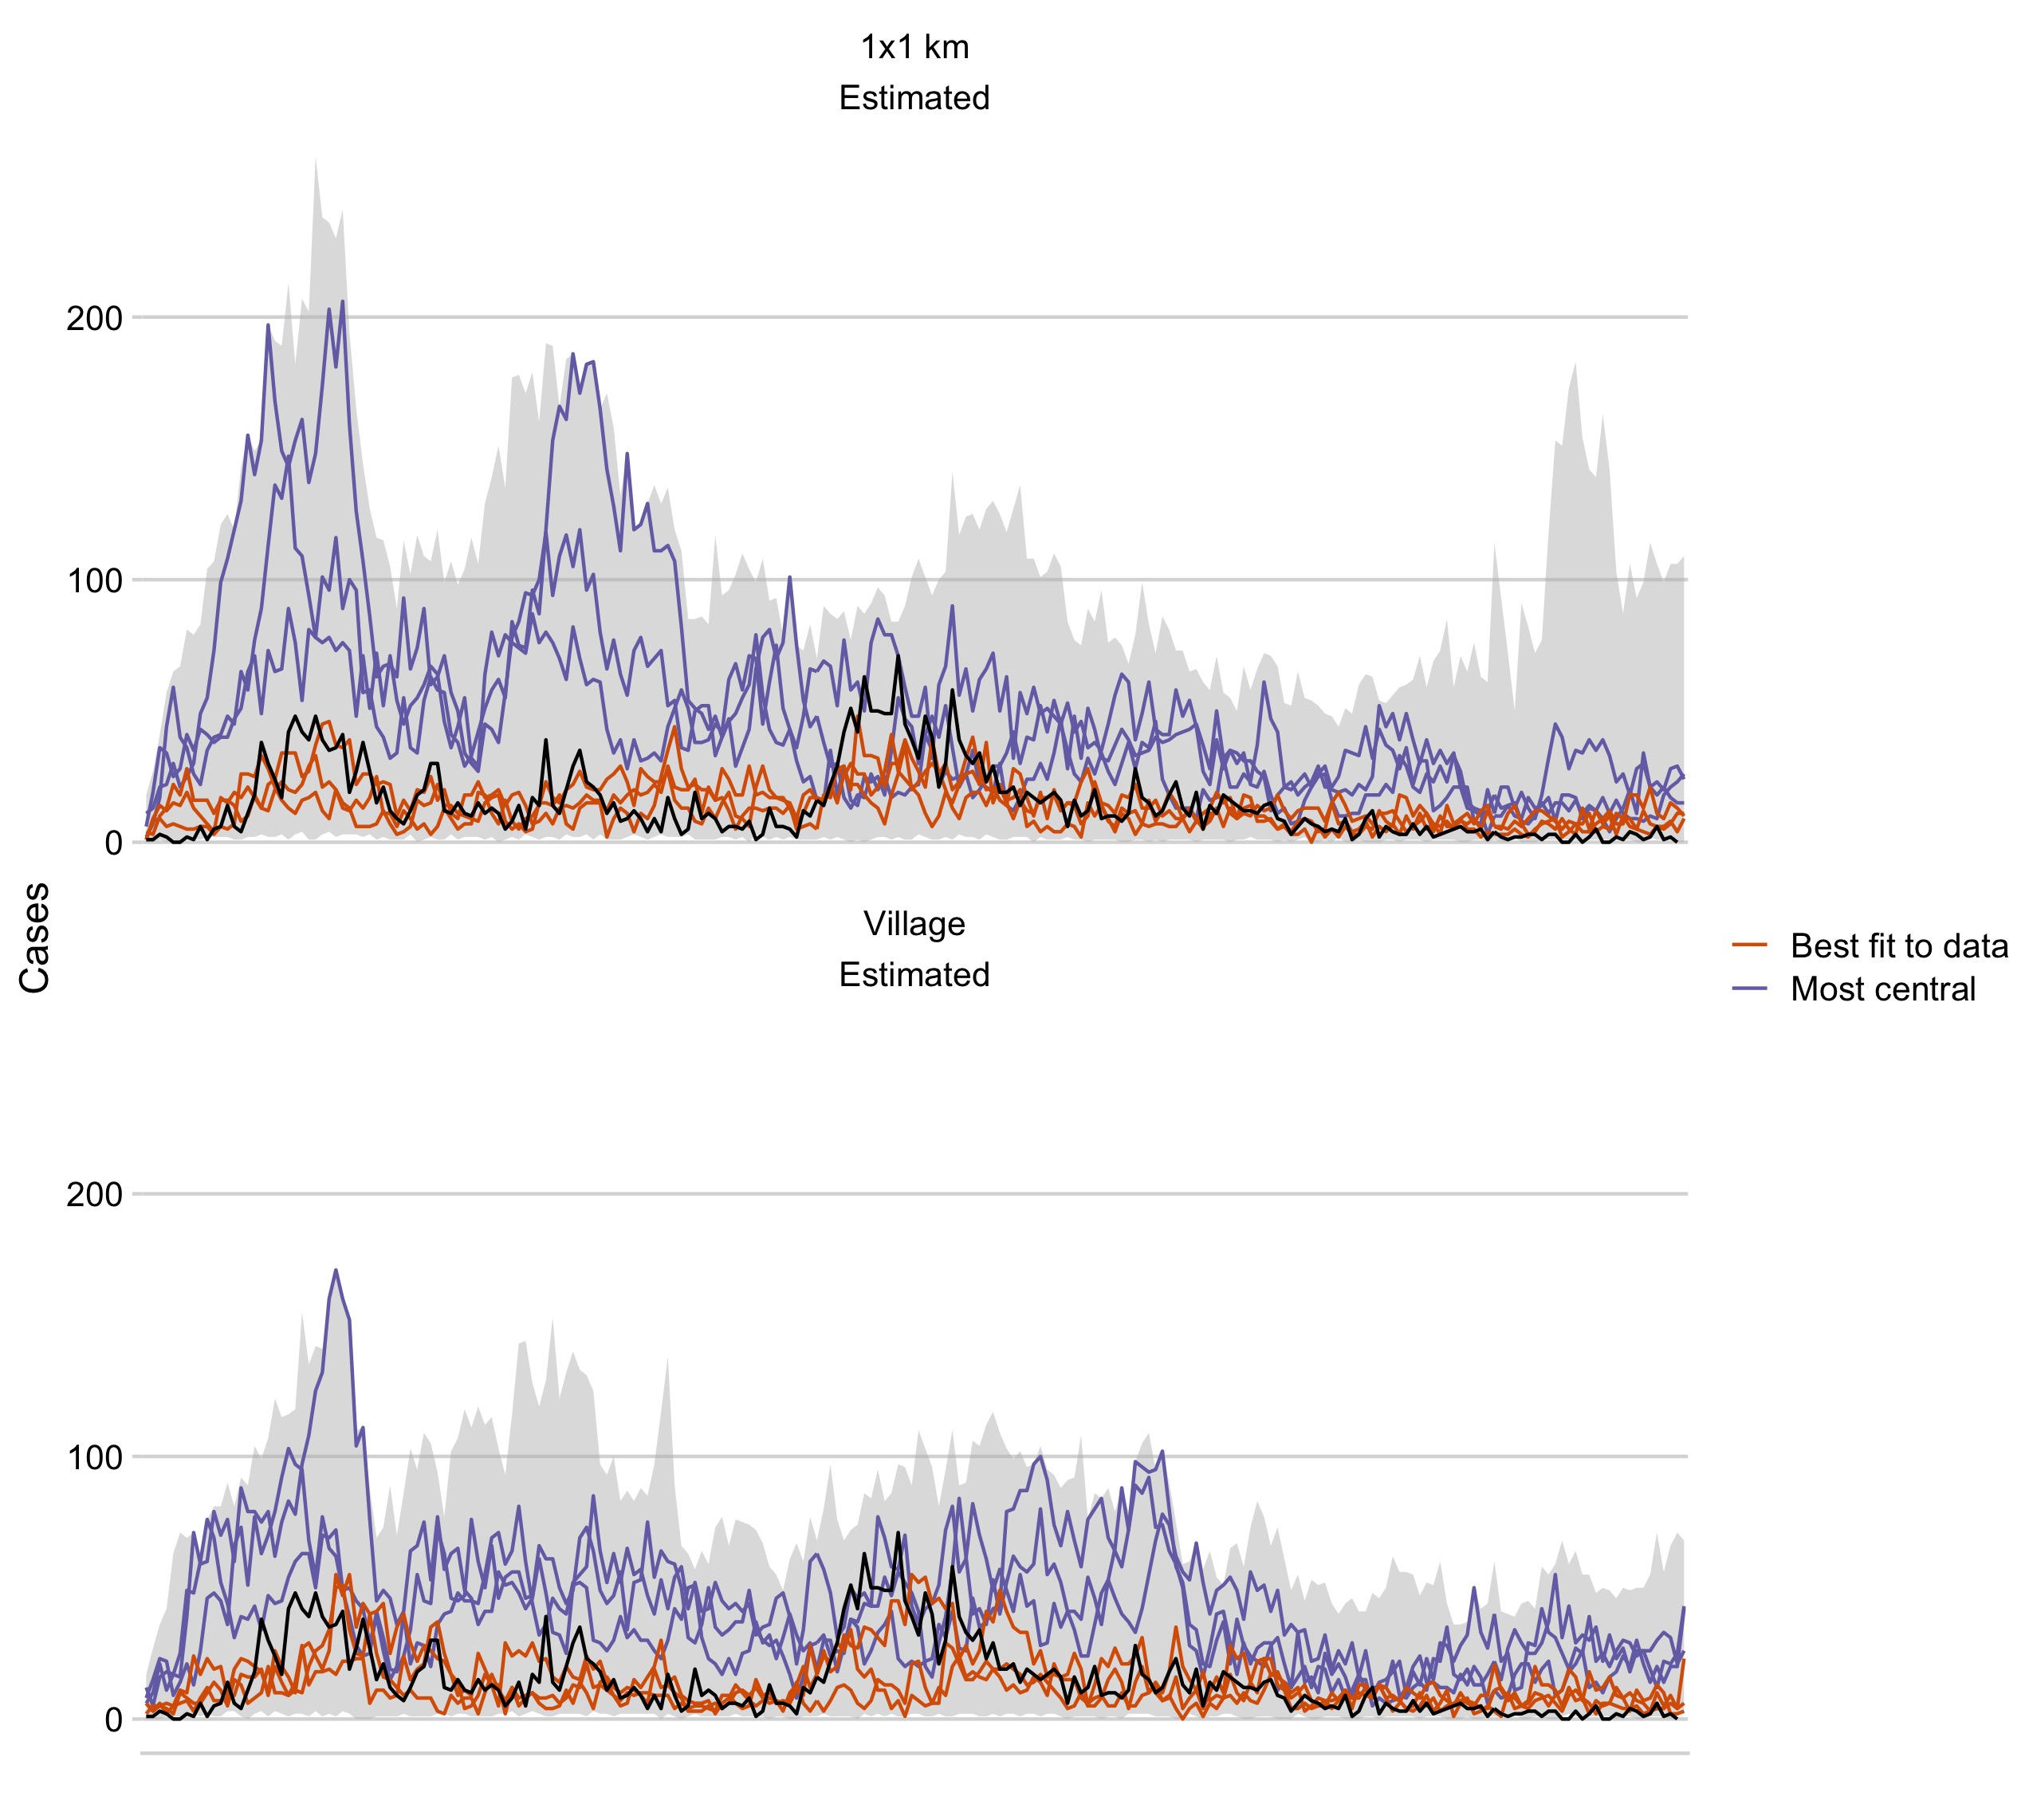 1x1 km
Estimated
200
100
0
Cases
Village
Estimated
200
100
0
Best fit to data
Most central